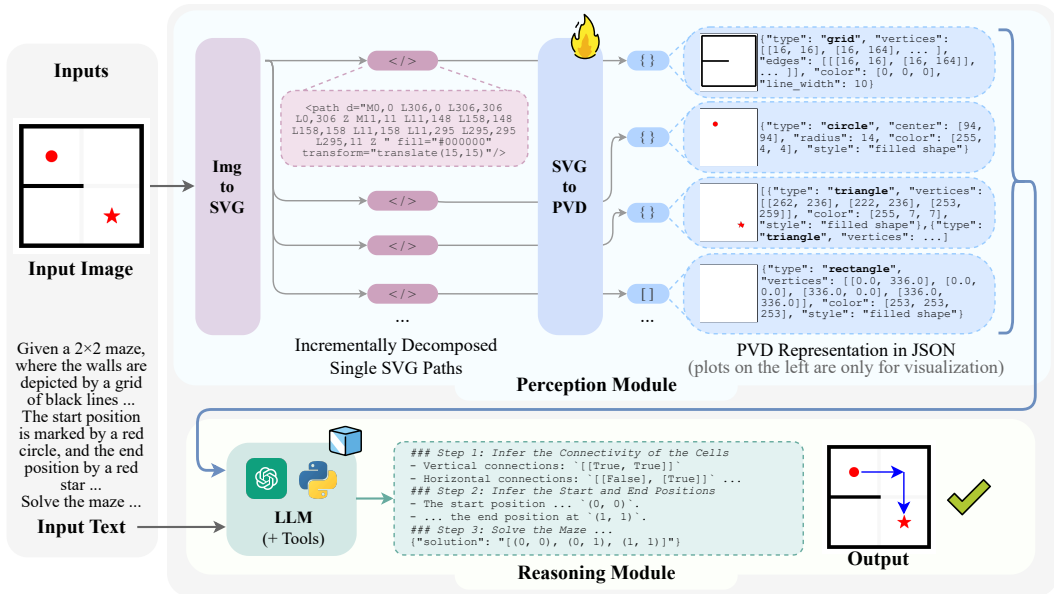 Inputs
Input Image
Given a 2×2 maze,
where the walls are
depicted by a grid
of black lines ...
The start position
is marked by a red
circle, and the end
position by a red
star ...
Solve the maze ...
Input Text
Img
to
SVG
</>
<path d="M0,0 L306,0 L306,306
L0,306 Z M11,11 L11,148 L158,148
L158,158 L11,158 L11,295 L295,295
L295,11 Z " fill="#000000"
transform="translate(15,15)"/>
</>
</>
</>
...
Incrementally Decomposed
Single SVG Paths
SVG
to
PVD
{}
{}
{}
[]
...
{"type": "grid", "vertices":
[[16, 16], [16, 164], ... ],
"edges": [[[16, 16], [16, 164]],
... ]], "color": [0, 0, 0],
"line_width": 10}
{"type": "circle", "center": [94,
94], "radius": 14, "color": [255,
4, 4], "style": "filled shape"}
[{"type": "triangle", "vertices":
[[262, 236], [222, 236], [253,
259]], "color": [255, 7, 7],
"style": "filled shape"},{"type":
"triangle", "vertices": ...]
{"type": "rectangle",
"vertices": [[0.0, 336.0], [0.0,
0.0], [336.0, 0.0], [336.0,
336.0]], "color": [253, 253,
253], "style": "filled shape"}
PVD Representation in JSON
(plots on the left are only for visualization)
Perception Module
LLM
(+ Tools)
### Step 1: Infer the Connectivity of the Cells
- Vertical connections: `[[True, True]]`
- Horizontal connections: `[[False], [True]]` ...
### Step 2: Infer the Start and End Positions
- The start position ... `(0, 0)`.
- ... the end position at `(1, 1)`.
### Step 3: Solve the Maze ...
{"solution": "[(0, 0), (0, 1), (1, 1)]"}
Output
Reasoning Module